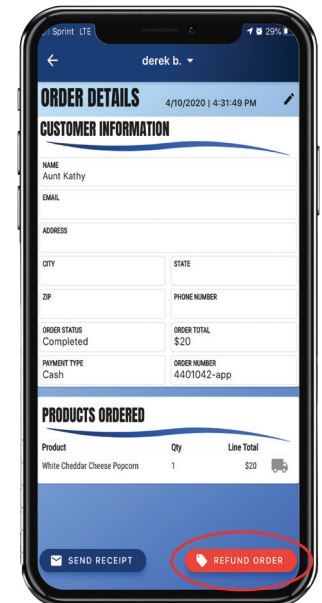 Sprint LTE 29%
derek b.
ORDER DETAILS 4/10/2020 | 4:31:49 PM
CUSTOMER INFORMATION
NAME
Aunt Kathy
EMAIL
ADDRESS
CITY STATE
ZIP PHONE NUMBER
ORDER STATUS ORDER TOTAL
Completed $20
PAYMENT TYPE ORDER NUMBER
Cash 4401042-app
PRODUCTS ORDERED
Product Qty Line Total
White Cheddar Cheese Popcorn 1 $20
SEND RECEIPT REFUND ORDER